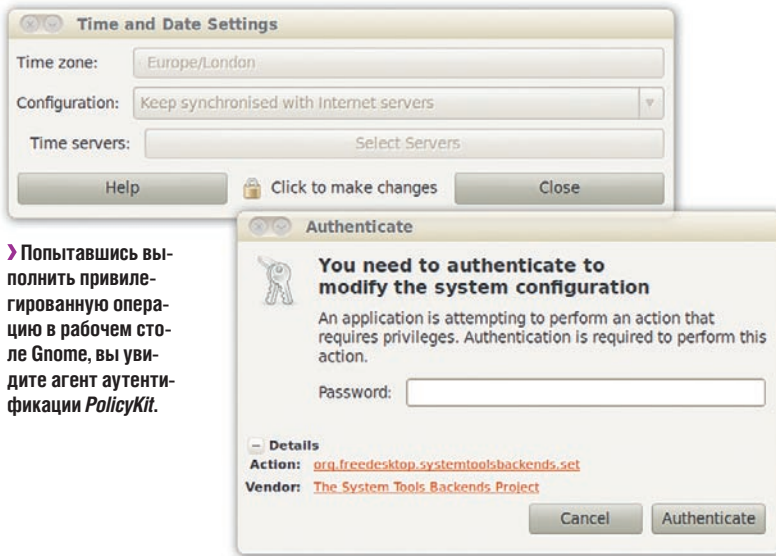 Time and Date Settings
Time zone: Europe/London
Configuration: Keep synchronised with Internet servers
Time servers: Select Servers
Help Click to make changes Close
Authenticate
You need to authenticate to
modify the system configuration
An application is attempting to perform an action that
requires privileges. Authentication is required to perform this
action.
Password:
Details
Action: org.freedesktop.systemtoolsbackends.set
Vendor: The System Tools Backends Project
Cancel Authenticate
❯ Попытавшись вы-
полнить привиле-
гированную опера-
цию в рабочем сто-
ле Gnome, вы уви-
дите агент аутенти-
фикации PolicyKit.